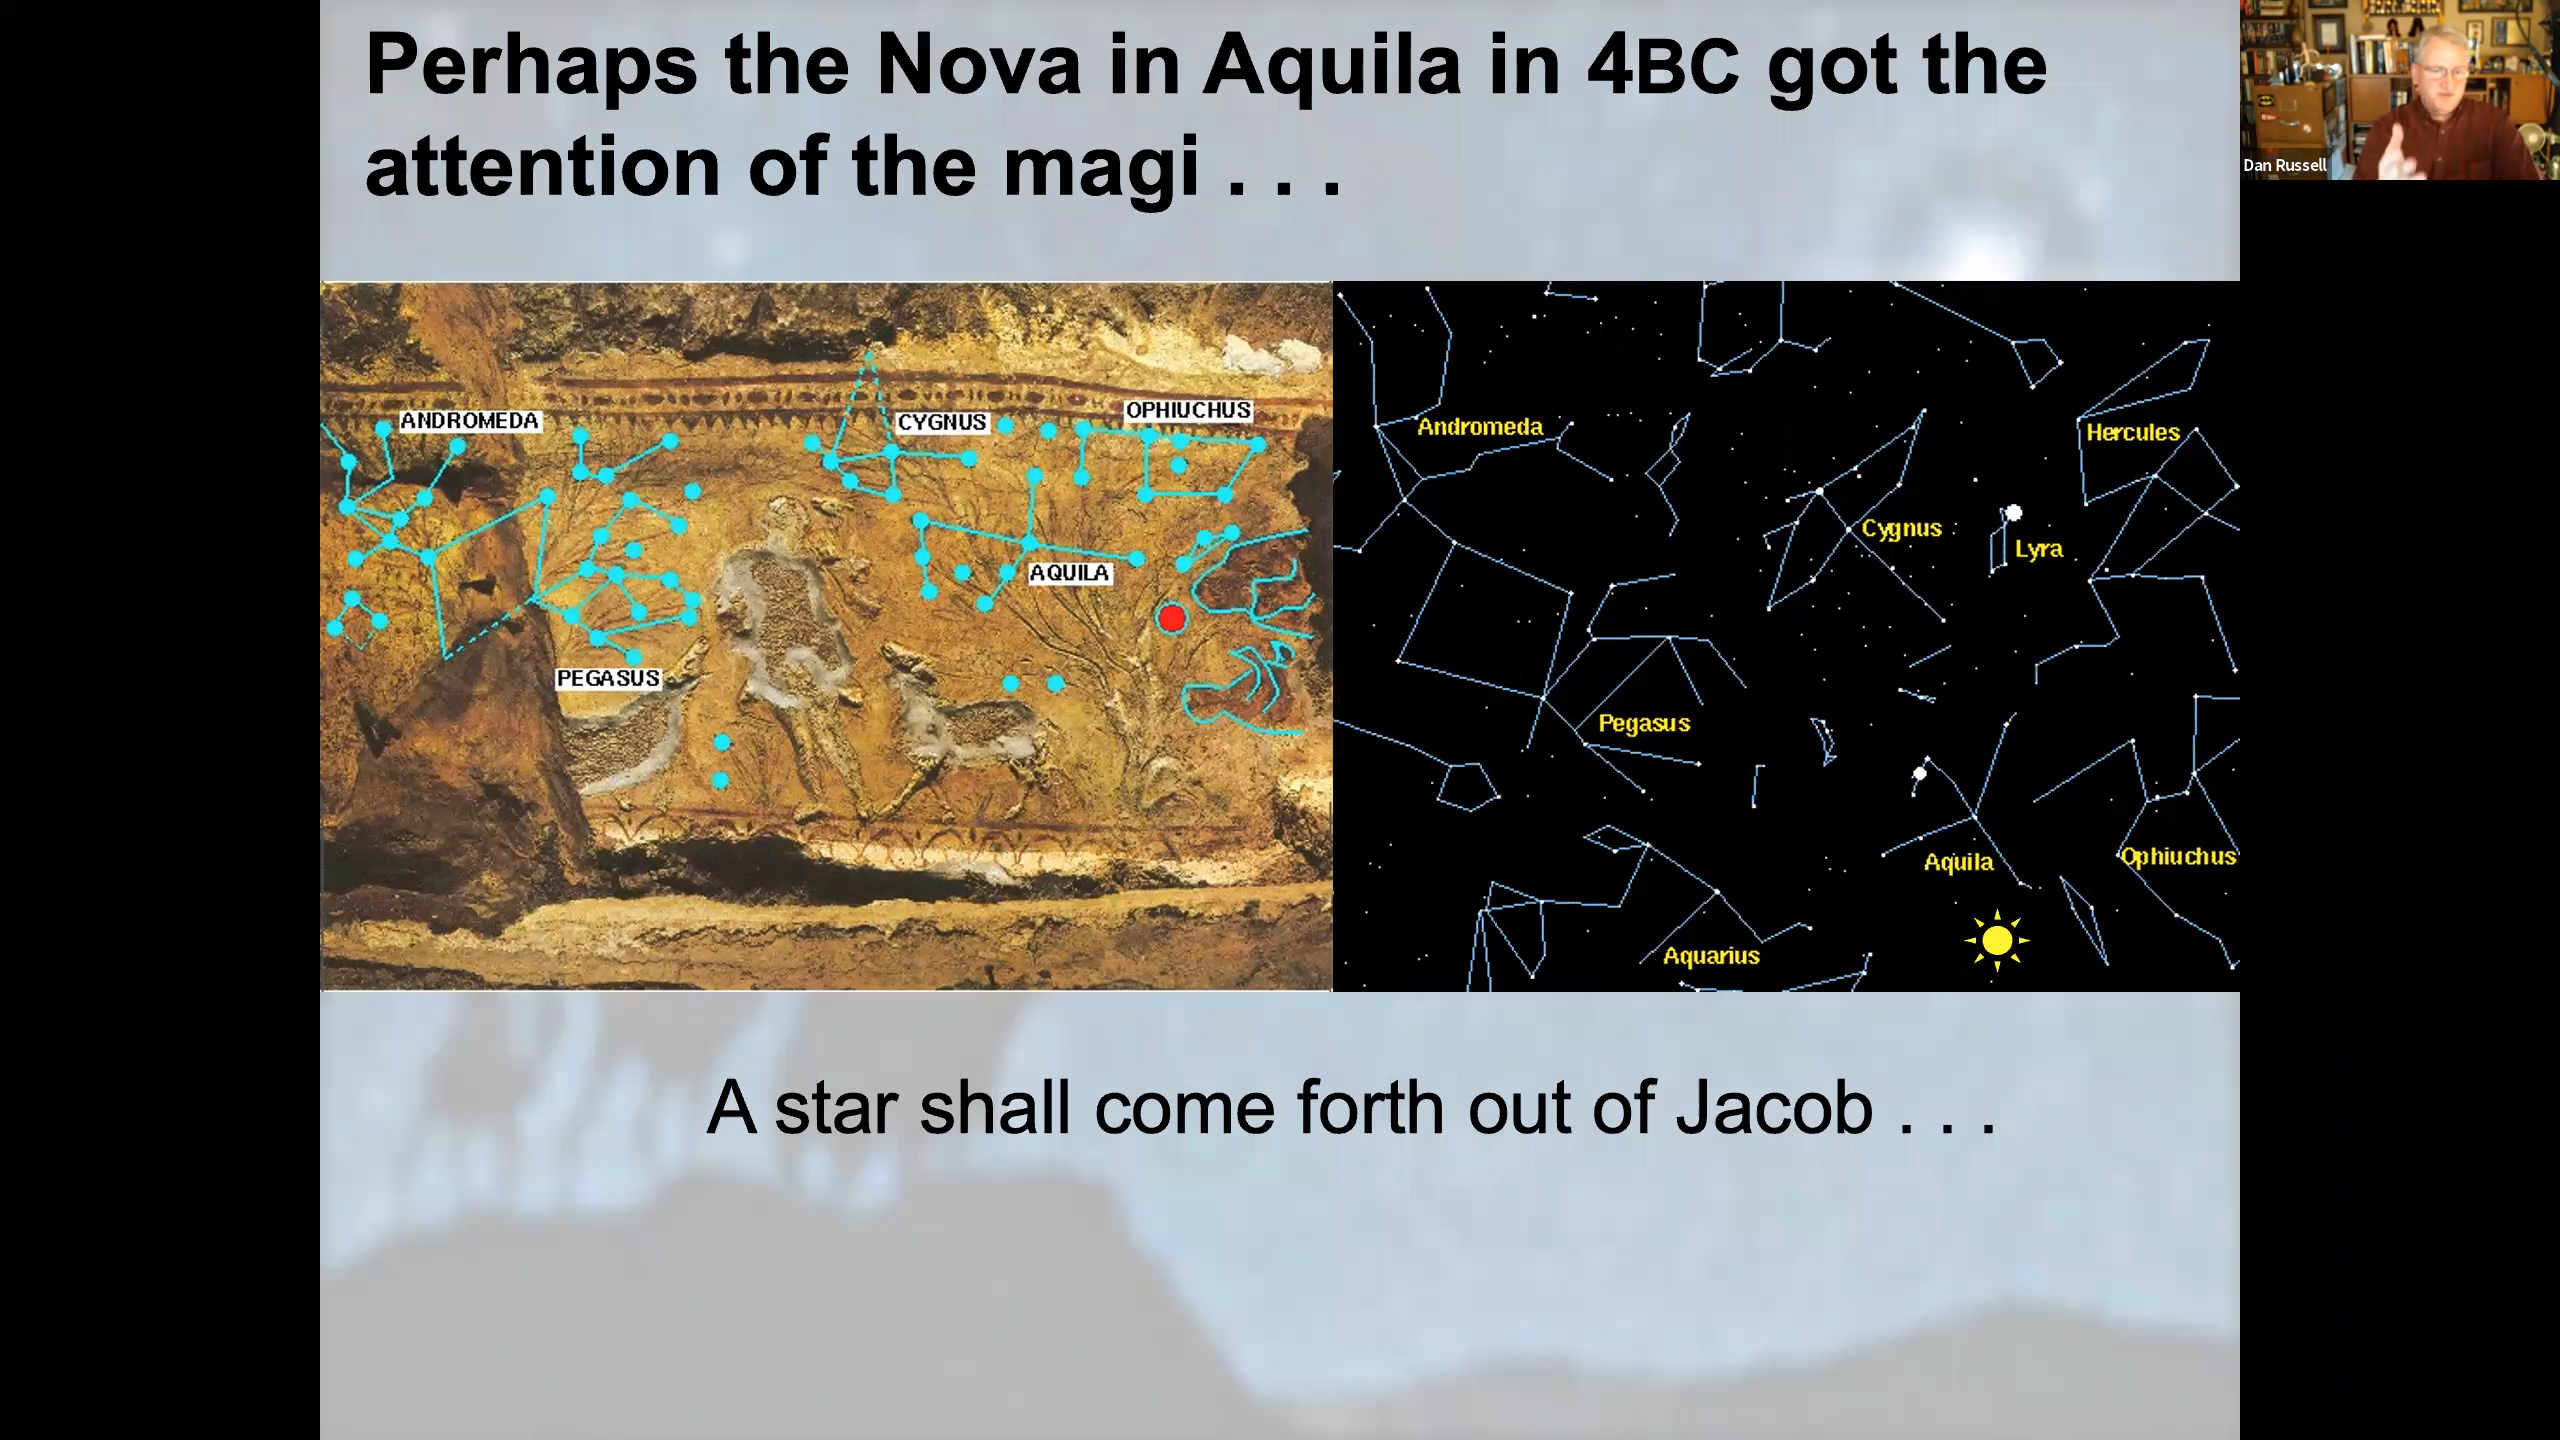 Perhaps the Nova in Aquila in 4BC got the
attention of the magi . . .
Dan Russell
ANDROMEDA
CYGNUS
OPHIUCHUS
AQUILA
PEGASUS
Andromeda
Hercules
Cygnus
Lyra
Pegasus
Aquila
Ophiuchus
Aquarius
A star shall come forth out of Jacob . . .